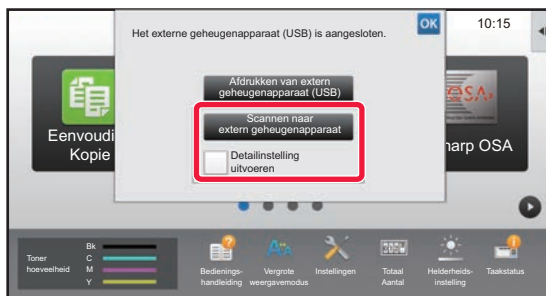 Het externe geheugenapparaat (USB) is aangesloten.
OK
10:15
Afdrukken van extern
geheugenapparaat (USB)
Scannen naar
extern geheugenapparaat
Detailinstelling
uitvoeren
Eenvoudi
Kopie
OSA
harp OSA
Toner
hoeveelheid
Bk
C
M
Y
Bedienings-
handleiding
Vergrote
weergavemodus
Instellingen
Totaal
Aantal
Helderheids-
instelling
Taakstatus